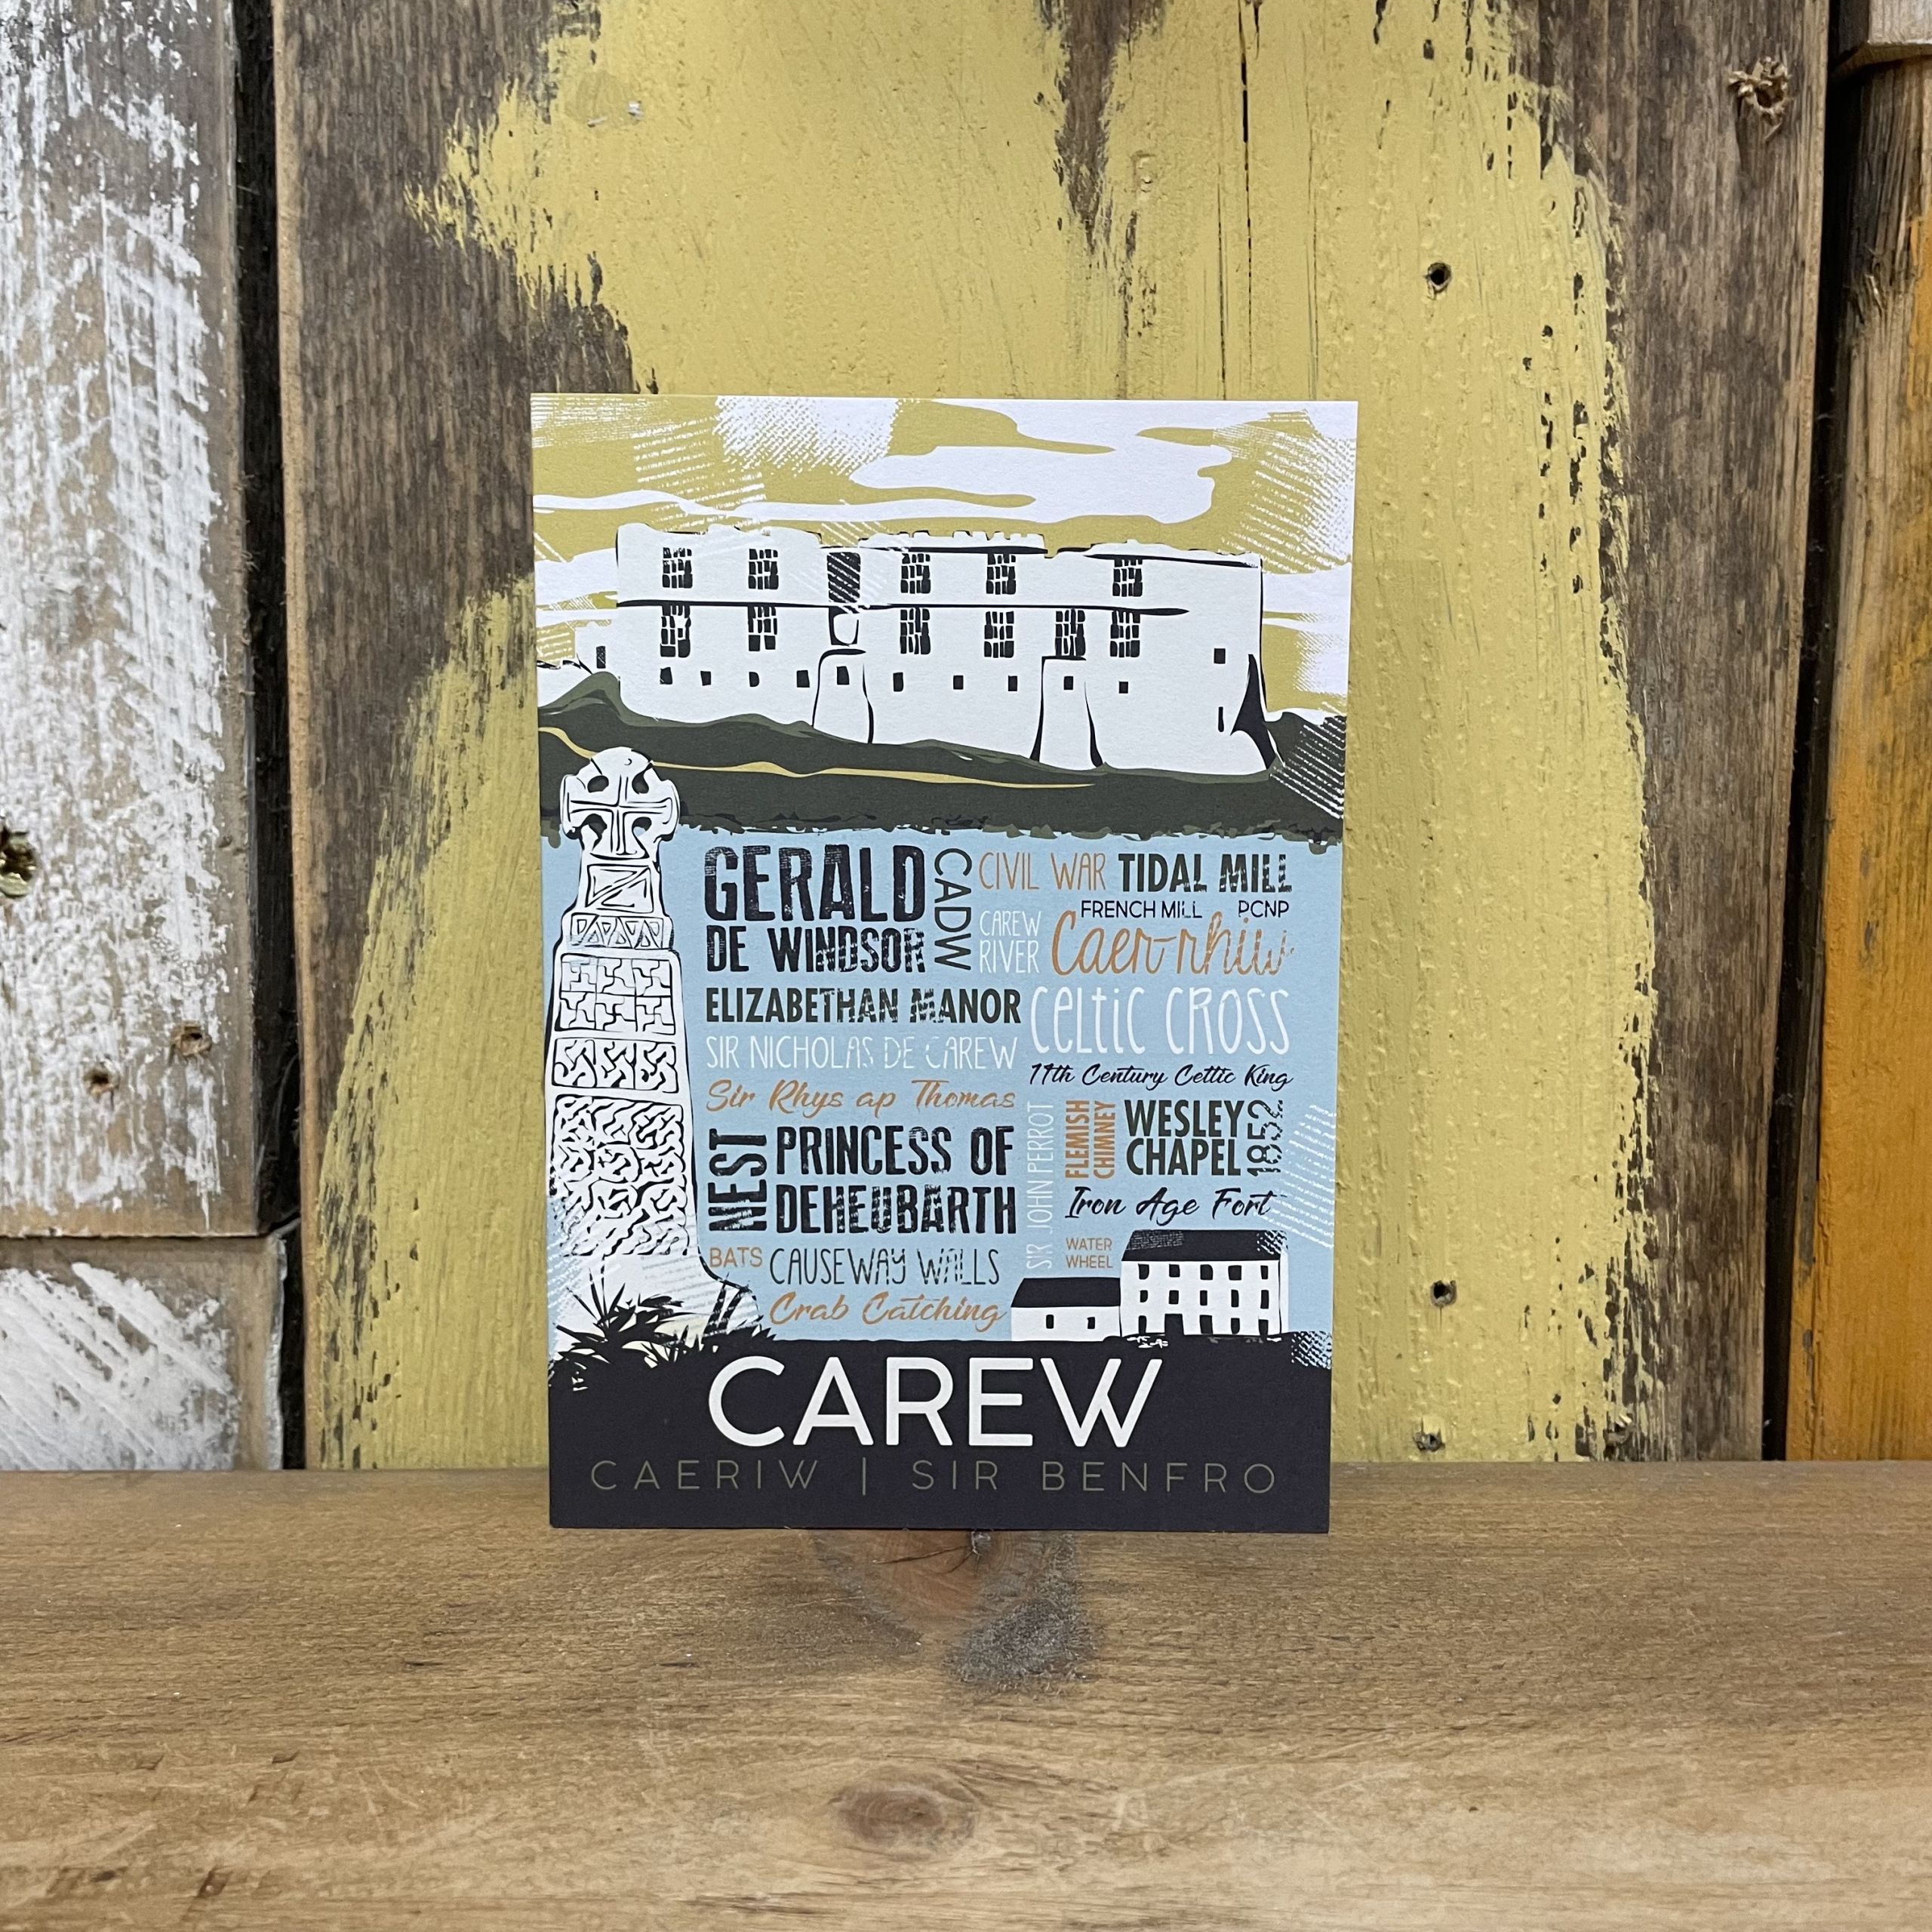 GERALD
DE WINDSOR
CADW
CIVIL WAR
TIDAL MILL
FRENCH MILL
PCNP
CAREW
RIVER
Caer-rhiw
ELIZABETHAN MANOR
CELTIC CROSS
SIR NICHOLAS DE CAREW
11th Century Celtic King
Sir Rhys ap Thomas
NEST
PRINCESS OF
DEHEUBARTH
SIR JOHN PERROT
FLEMISH
CHIMNEY
WESLEY
CHAPEL
1852
Iron Age Fort
BATS
CAUSEWAY WALLS
WATER
WHEEL
Crab Catching
CAREW
CAERIW | SIR BENFRO